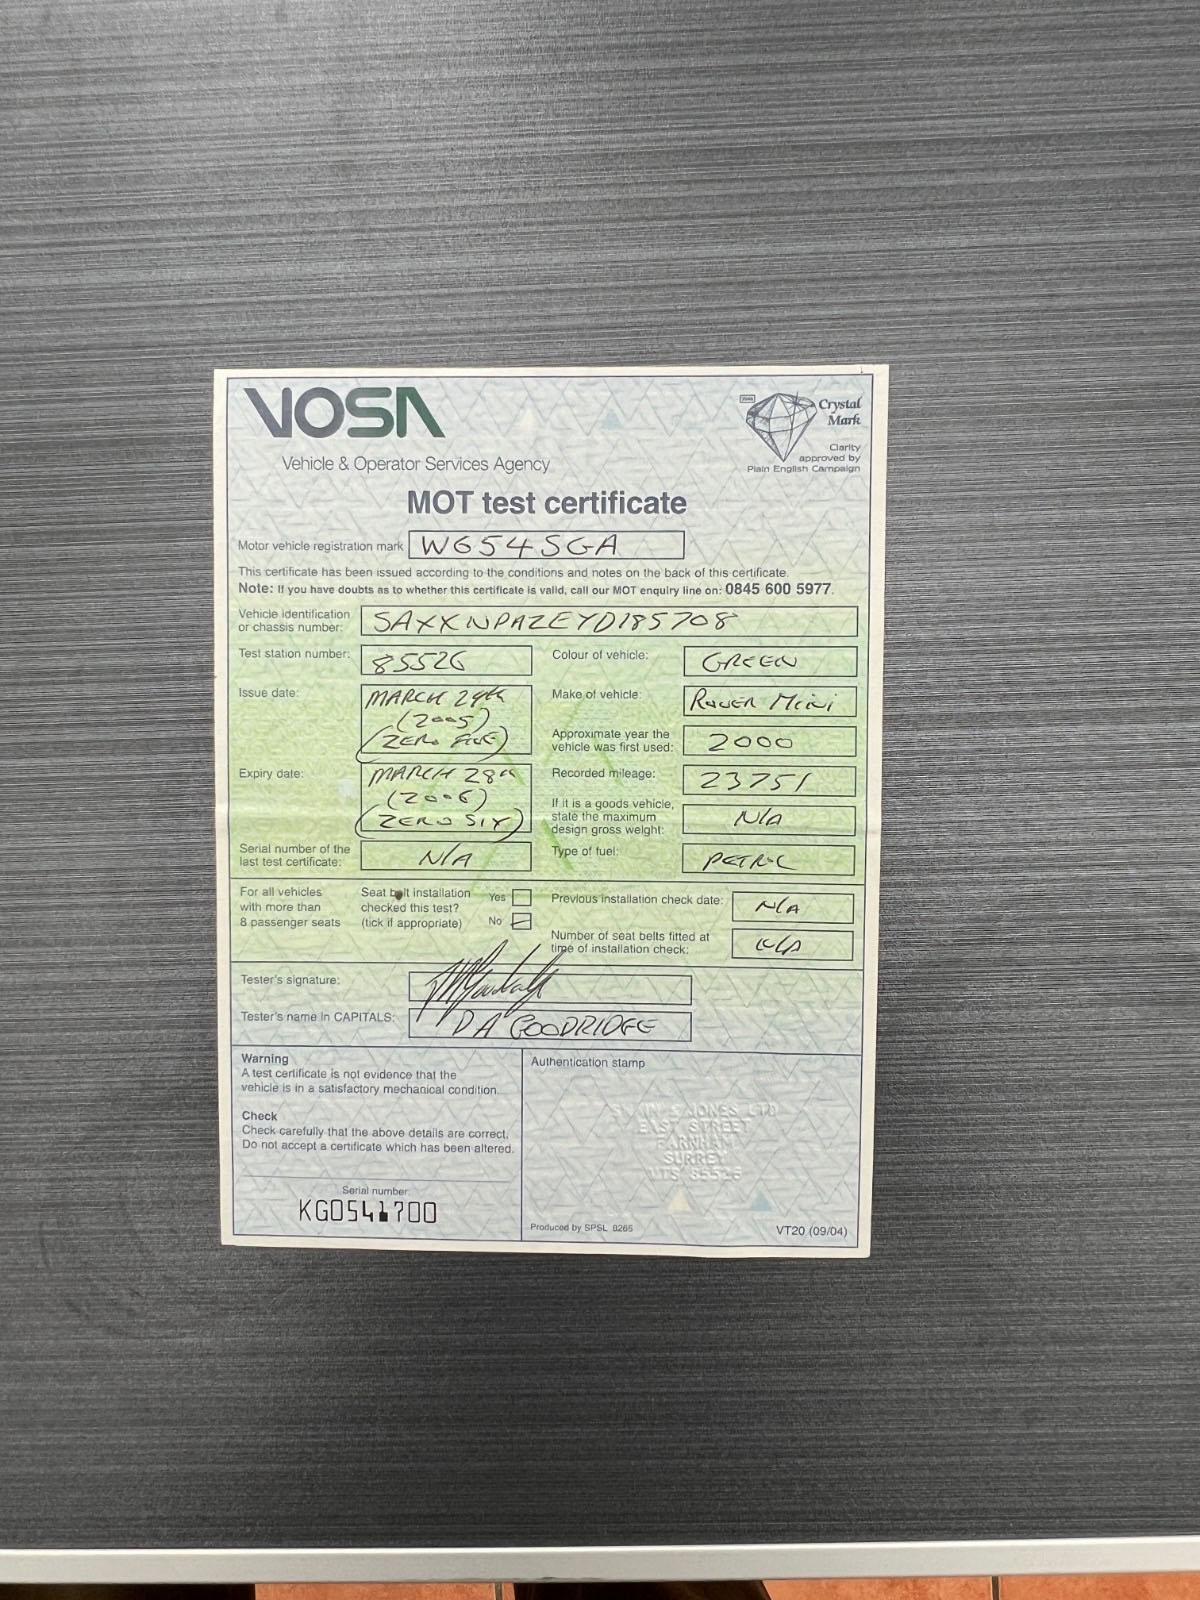 VOSA
Vehicle & Operator Services Agency
Crystal
Mark
Clarity
approved by
Plain English Campaign
MOT test certificate
Motor vehicle registration mark W654SGA
This certificate has been issued according to the conditions and notes on the back of this certificate.
Note: If you have doubts as to whether this certificate is valid, call our MOT enquiry line on: 0845 600 5977.
Vehicle identification
or chassis number: SAXXNPAZEYD185708
Test station number: 85526
Colour of vehicle: GREEN
Issue date: MARCH 29th
(2005)
(ZERO FIVE)
Make of vehicle: ROVER MINI
Approximate year the
vehicle was first used: 2000
Expiry date: MARCH 28th
(2006)
(ZERO SIX)
Recorded mileage: 23751
If it is a goods vehicle,
state the maximum
design gross weight: N/A
Serial number of the
last test certificate: N/A
Type of fuel: PETROL
For all vehicles
with more than
8 passenger seats
Seat belt installation
checked this test?
(tick if appropriate)
Yes
No
Previous installation check date: N/A
Number of seat belts fitted at
time of installation check: N/A
Tester's signature:
Tester's name in CAPITALS: D A GOODRIDGE
Warning
A test certificate is not evidence that the
vehicle is in a satisfactory mechanical condition.
Check
Check carefully that the above details are correct.
Do not accept a certificate which has been altered.
Serial number
KG0541700
Authentication stamp
JONES LTD
EAST STREET
FARNHAM
SURREY
VTS 85526
Produced by SPSL 8265
VT20 (09/04)